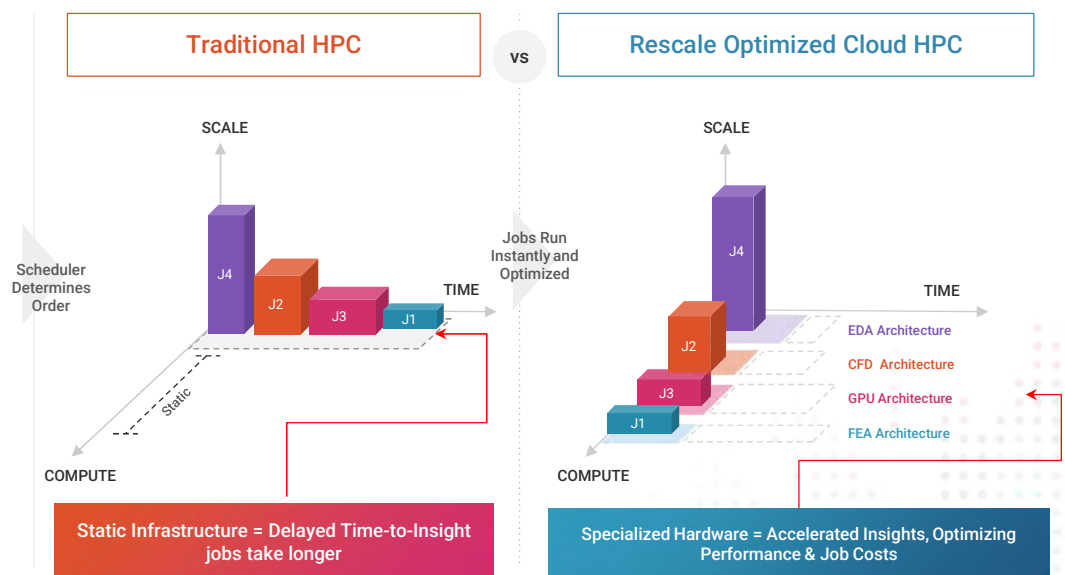 Traditional HPC
vs
Rescale Optimized Cloud HPC
SCALE
J4
J2
J3
J1
TIME
Scheduler
Determines
Order
Static
COMPUTE
Static Infrastructure = Delayed Time-to-Insight
jobs take longer
Jobs Run
Instantly and
Optimized
SCALE
J4
J2
J3
J1
TIME
EDA Architecture
CFD Architecture
GPU Architecture
FEA Architecture
COMPUTE
Specialized Hardware = Accelerated Insights, Optimizing
Performance & Job Costs